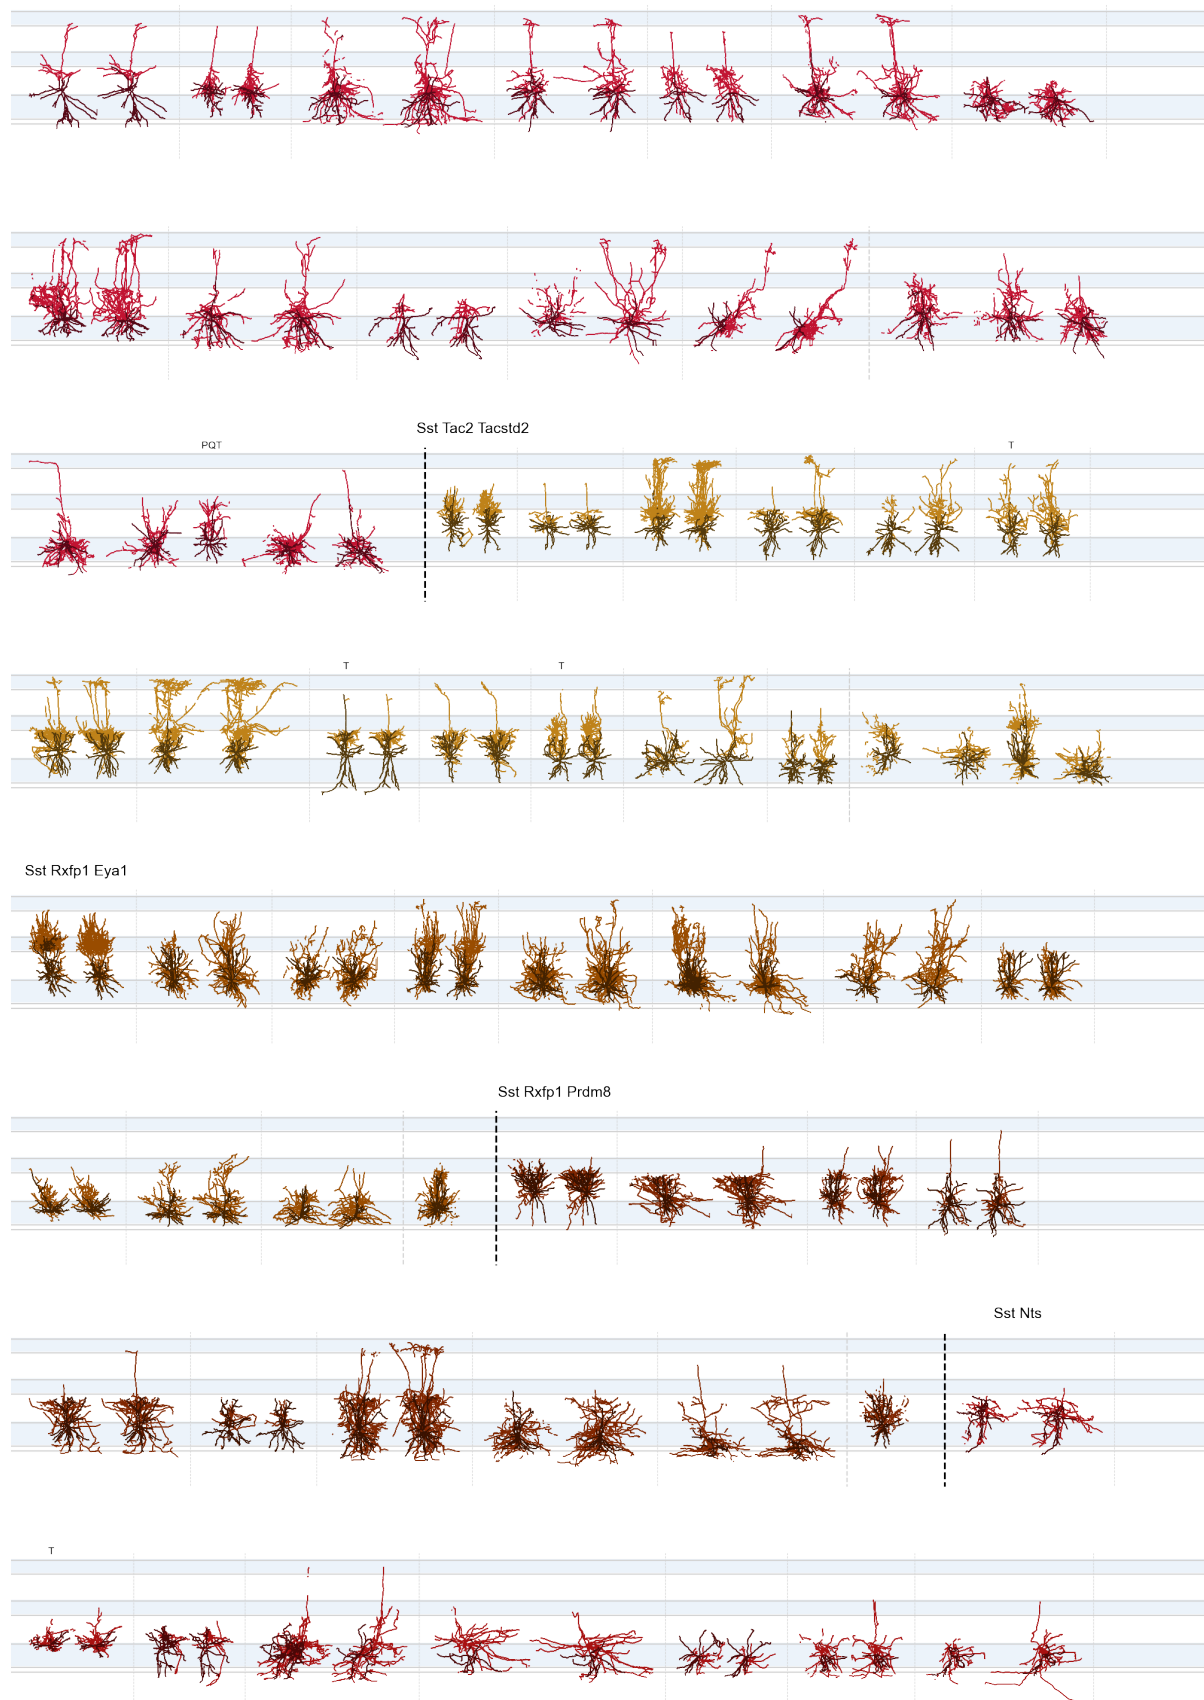 Sst Tac2 Tacstd2
PQT
T
T
T
Sst Rxfp1 Eya1
Sst Rxfp1 Prdm8
Sst Nts
T